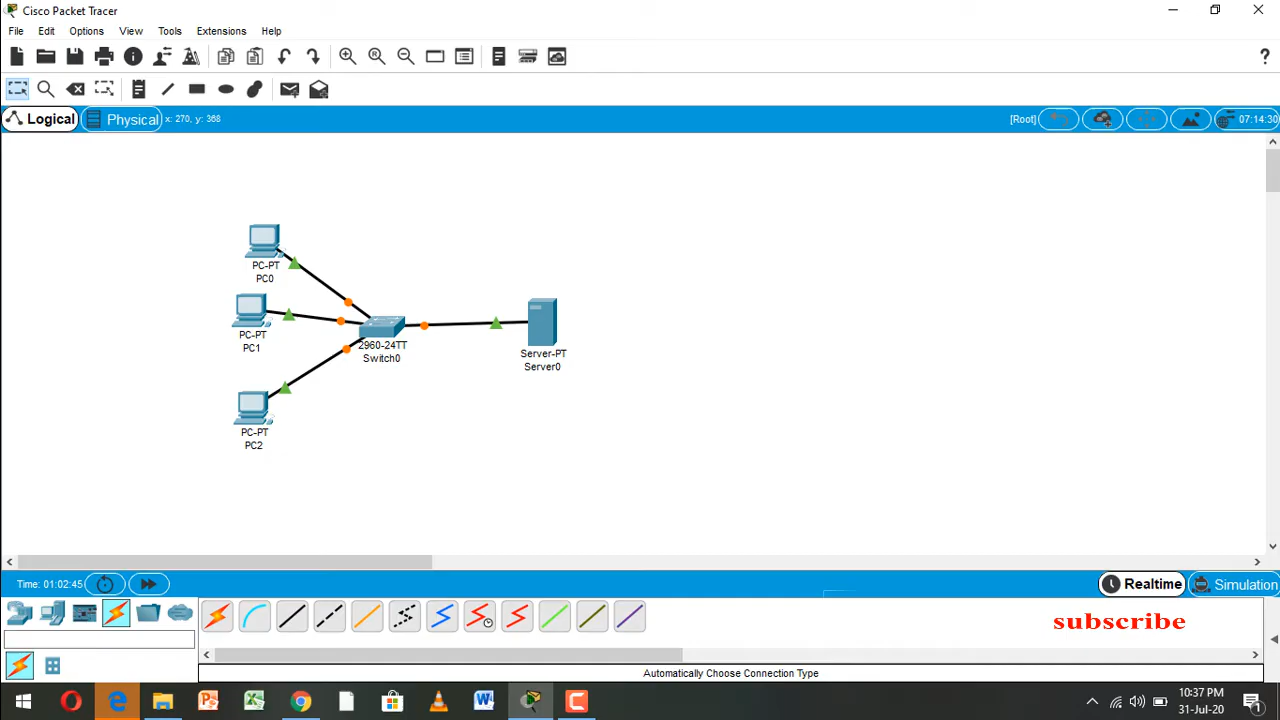 Cisco Packet Tracer
File Edit Options View Tools Extensions Help
Logical Physical x: 270, y: 368 [Root] 07:14:30
PC-PT
PC0
PC-PT
PC1
2960-24TT
Switch0
Server-PT
Server0
PC-PT
PC2
Time: 01:02:45 Realtime Simulation
subscribe
Automatically Choose Connection Type
10:37 PM
31-Jul-20